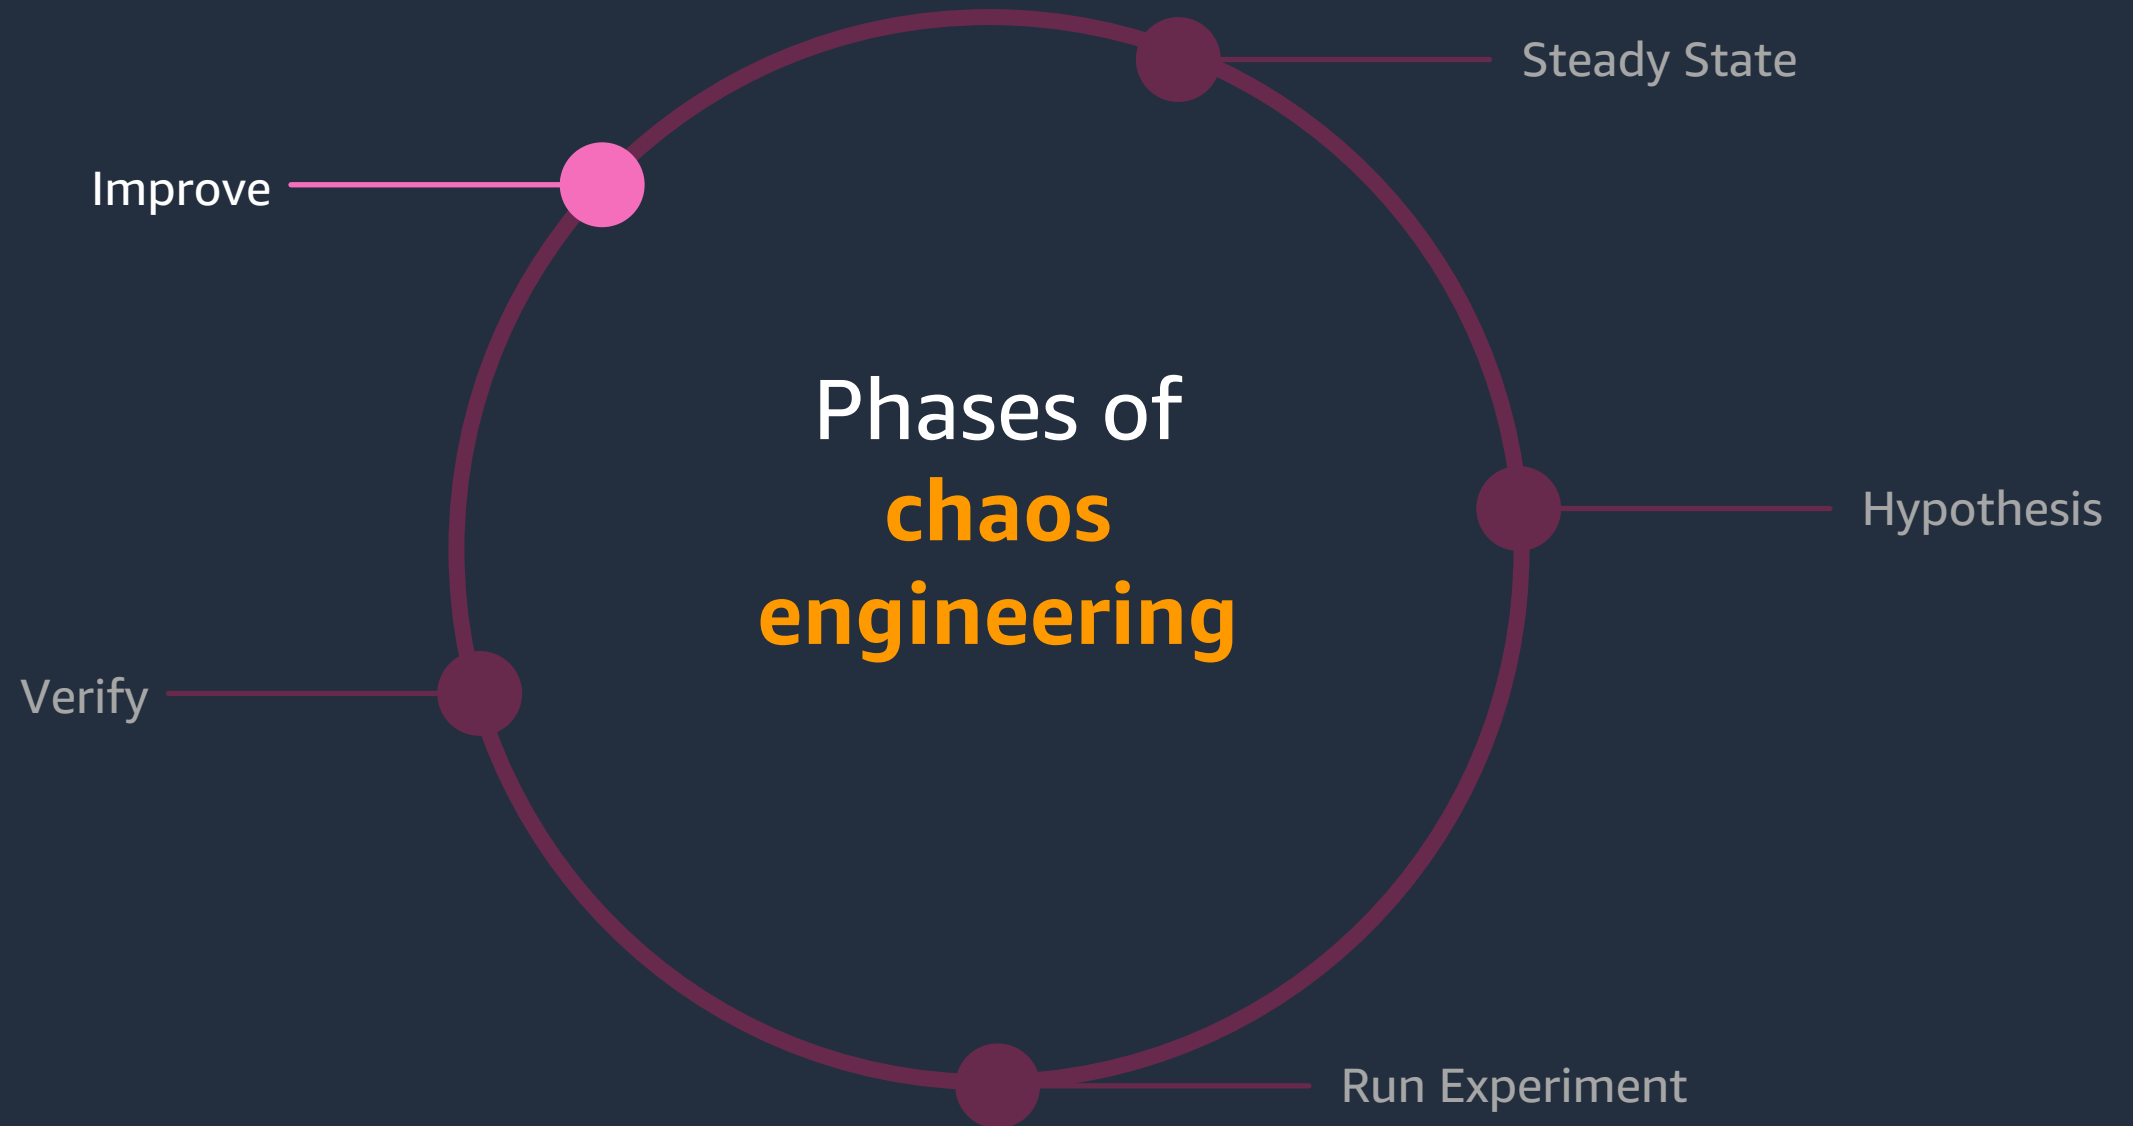 Steady State
Improve
Phases of
chaos
engineering
Hypothesis
Verify
Run Experiment